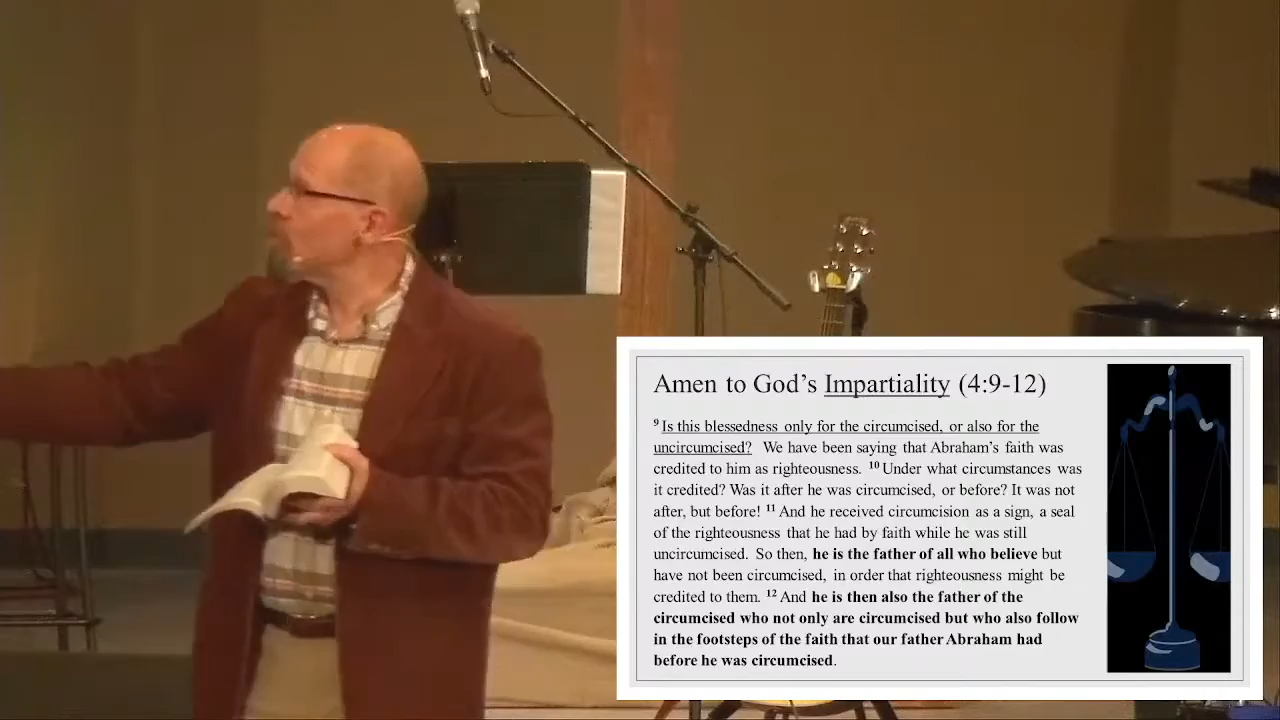 Amen to God's Impartiality (4:9-12)
9 Is this blessedness only for the circumcised, or also for the
uncircumcised? We have been saying that Abraham's faith was
credited to him as righteousness. 10 Under what circumstances was
it credited? Was it after he was circumcised, or before? It was not
after, but before! 11 And he received circumcision as a sign, a seal
of the righteousness that he had by faith while he was still
uncircumcised. So then, he is the father of all who believe but
have not been circumcised, in order that righteousness might be
credited to them. 12 And he is then also the father of the
circumcised who not only are circumcised but who also follow
in the footsteps of the faith that our father Abraham had
before he was circumcised.